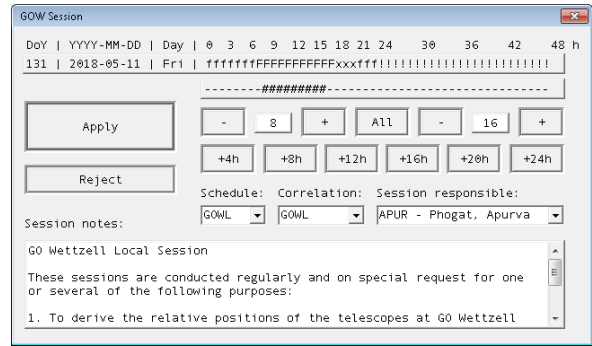 GOW Session
DoY | YYYY-MM-DD | Day | 0  3  6  9  12 15 18 21 24    30    36    42    48 h
131 | 2018-05-11 | Fri | fffffffFFFFFFFFFFFxxxfff!!!!!!!!!!!!!!!!!!!!!!!!
--------#########-------------------------------
Apply
- 8 + All - 16 +
+4h +8h +12h +16h +20h +24h
Reject
Schedule: Correlation: Session responsible:
GOWL GOWL APUR - Phogat, Apurva
Session notes:
GO Wettzell Local Session
These sessions are conducted regularly and on special request for one
or several of the following purposes:
1. To derive the relative positions of the telescopes at GO Wettzell